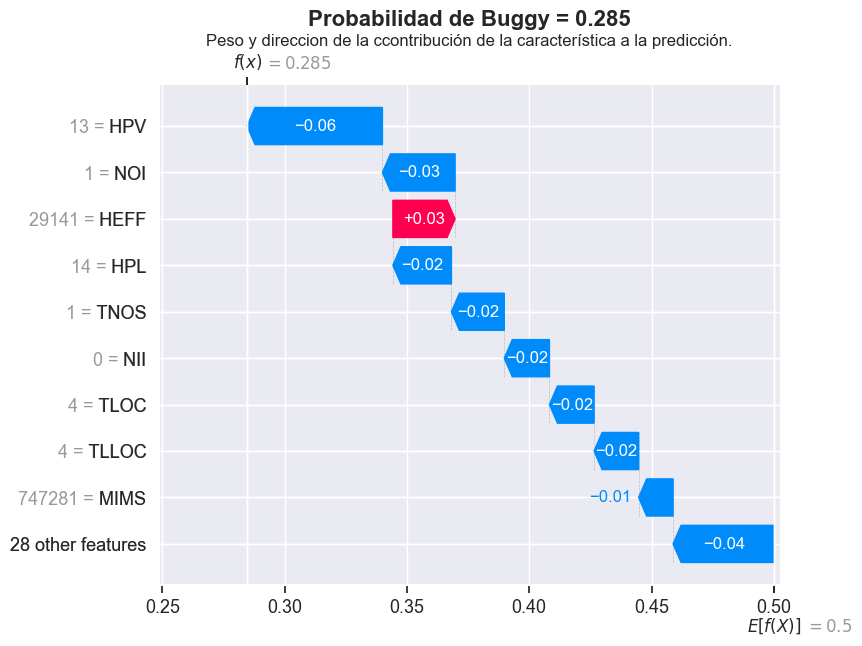 Probabilidad de Buggy = 0.285
Peso y direccion de la ccontribución de la característica a la predicción.
f(x) = 0.285
13 = HPV −0.06
1 = NOI −0.03
29141 = HEFF +0.03
14 = HPL −0.02
1 = TNOS −0.02
0 = NII −0.02
4 = TLOC −0.02
4 = TLLOC −0.02
747281 = MIMS −0.01
28 other features −0.04
0.25 0.30 0.35 0.40 0.45 0.50
E[f(X)] = 0.5